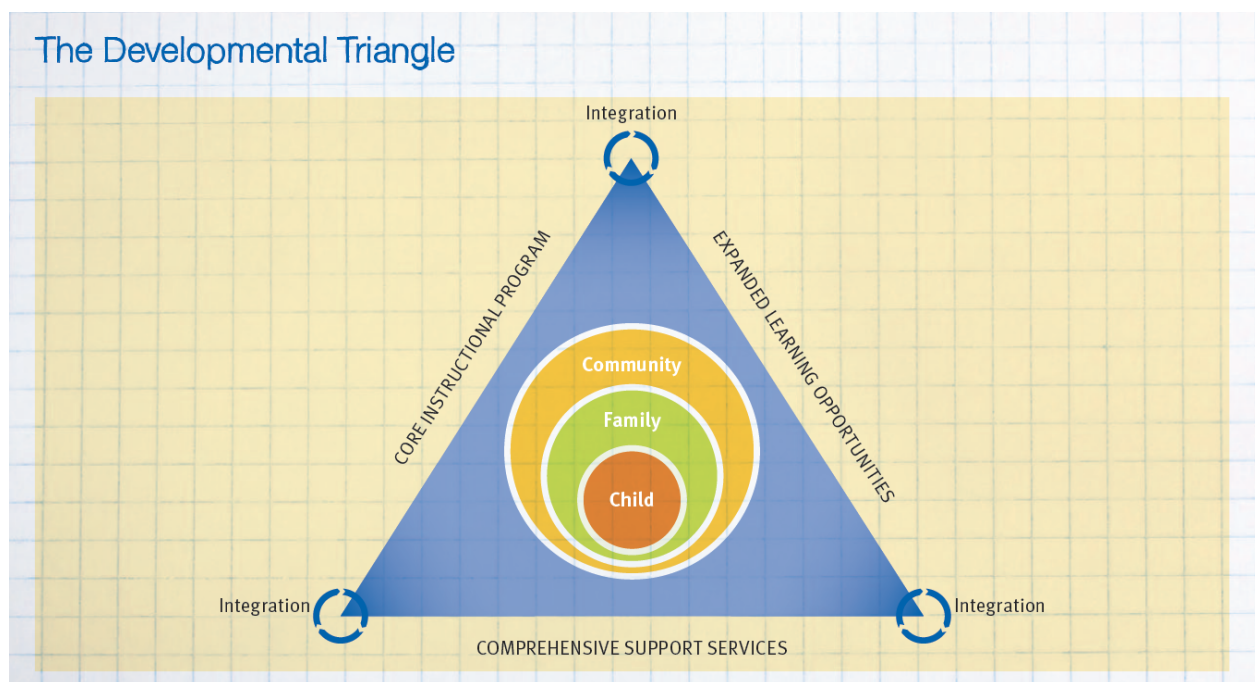 The Developmental Triangle
Integration
CORE INSTRUCTIONAL PROGRAM
EXPANDED LEARNING OPPORTUNITIES
Community
Family
Child
Integration
Integration
COMPREHENSIVE SUPPORT SERVICES